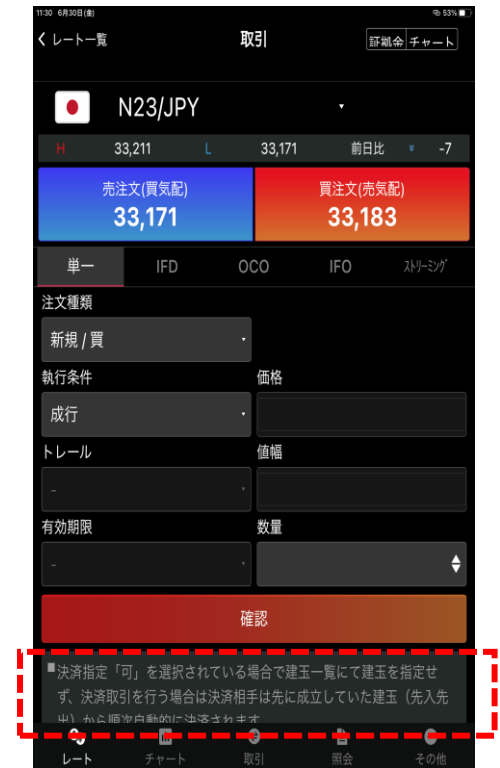 11:30 6月30日(金) 53%
く レート一覧 取引 証拠金 チャート
N23/JPY
H 33,211 L 33,171 前日比 -7
売注文(買気配) 買注文(売気配)
33,171 33,183
単一 IFD OCO IFO ストリーミング
注文種類
新規 / 買
執行条件 価格
成行
トレール 値幅
-
有効期限 数量
-
確認
■決済指定「可」を選択されている場合で建玉一覧にて建玉を指定せ
ず、決済取引を行う場合は決済相手は先に成立していた建玉（先入先
出）から順次自動的に決済されます
レート チャート 取引 照会 その他